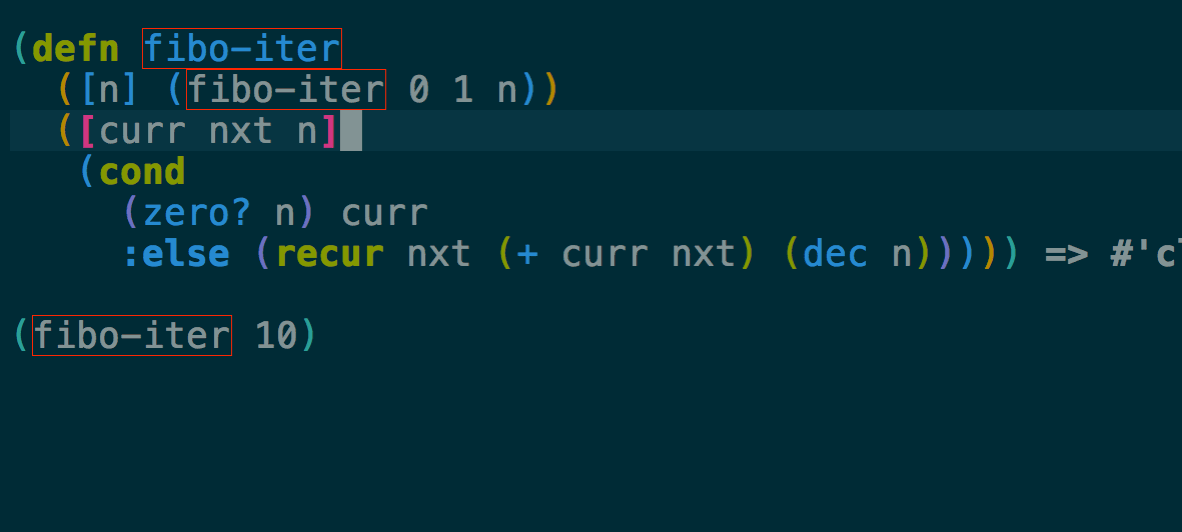 (defn fibo-iter
  ([n] (fibo-iter 0 1 n))
  ([curr nxt n]
   (cond
     (zero? n) curr
     :else (recur nxt (+ curr nxt) (dec n))))) => #'c
(fibo-iter 10)